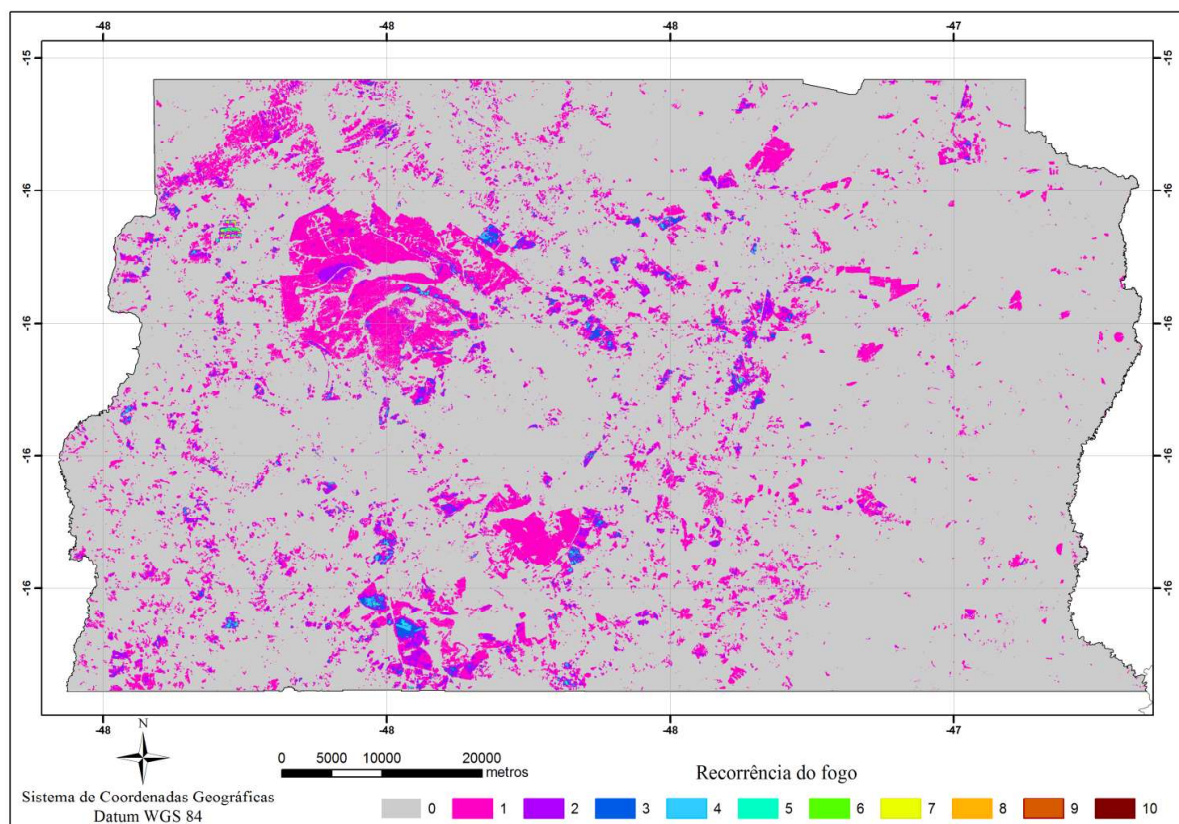 -48 -48 -48 -47
-15 -15
-16 -16
-16 -16
-16 -16
-16 -16
-48 -48 -48 -47
N
0 5000 10000 20000
metros
Sistema de Coordenadas Geográficas
Datum WGS 84
Recorrência do fogo
0 1 2 3 4 5 6 7 8 9 10